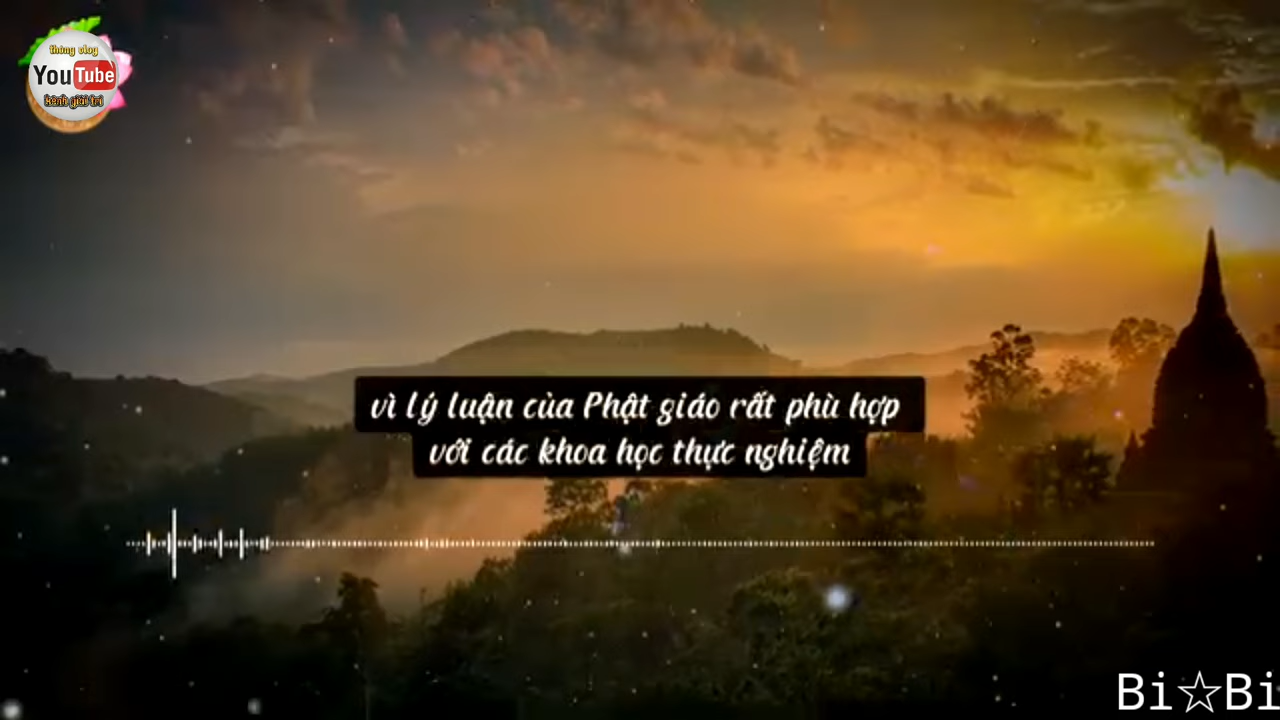 thông vlog
YouTube
kênh giải trí
vì lý luận của Phật giáo rất phù hợp
với các khoa học thực nghiệm
Bi☆Bi